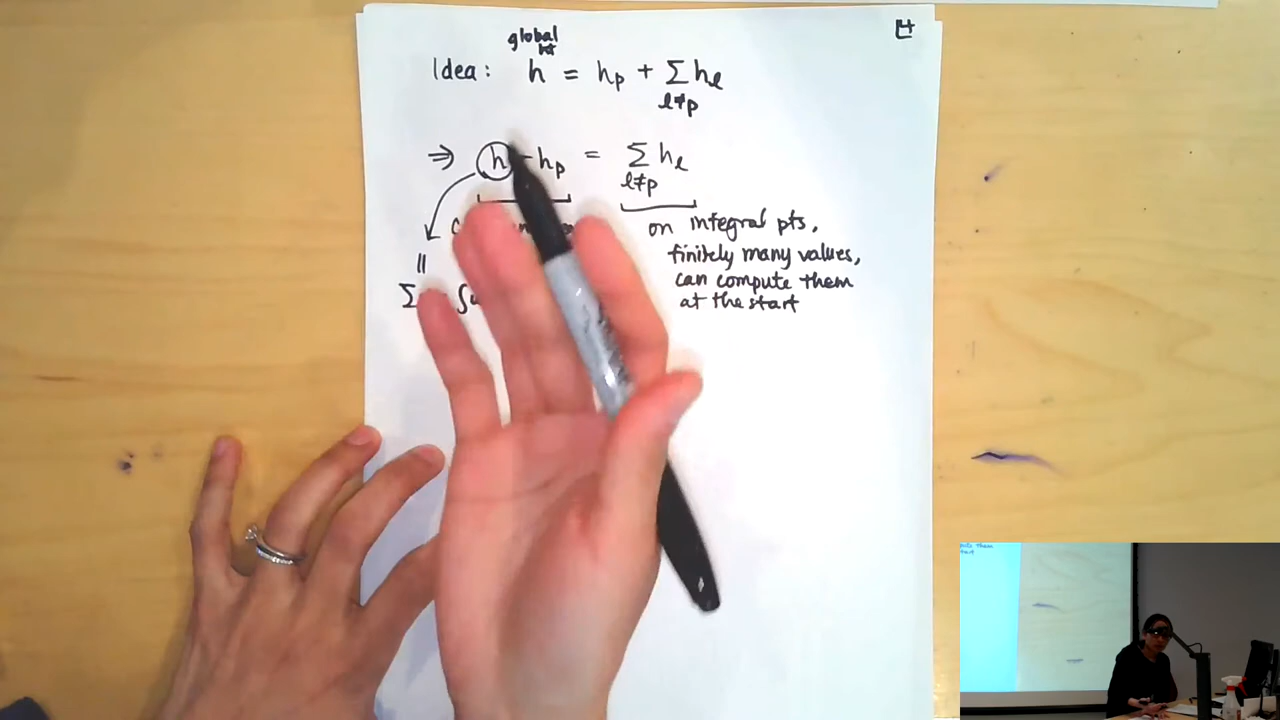 14
global
ht
Idea: h = hₚ + Σ hₗ
ℓ≠p
⇒ h - hₚ = Σ hₗ
ℓ≠p
on integral pts,
finitely many values,
can compute them
at the start
||
Σ ∫